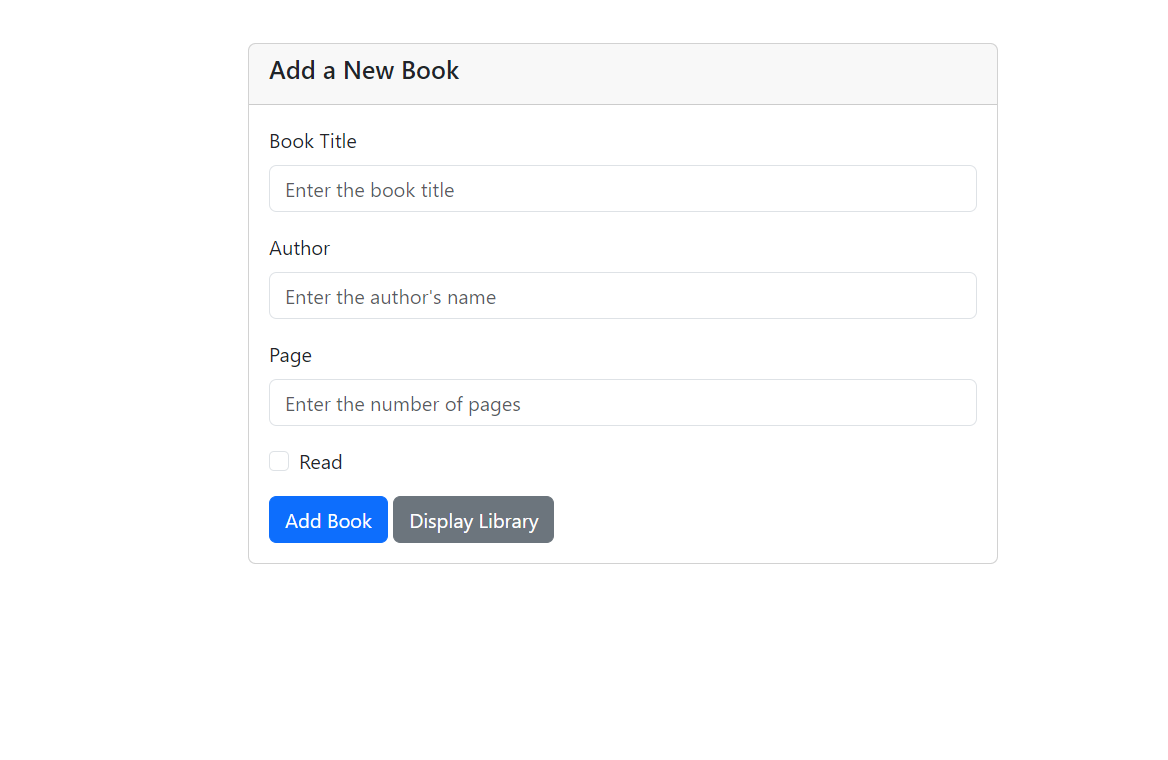 Add a New Book
Book Title
Enter the book title
Author
Enter the author's name
Page
Enter the number of pages
Read
Add Book Display Library